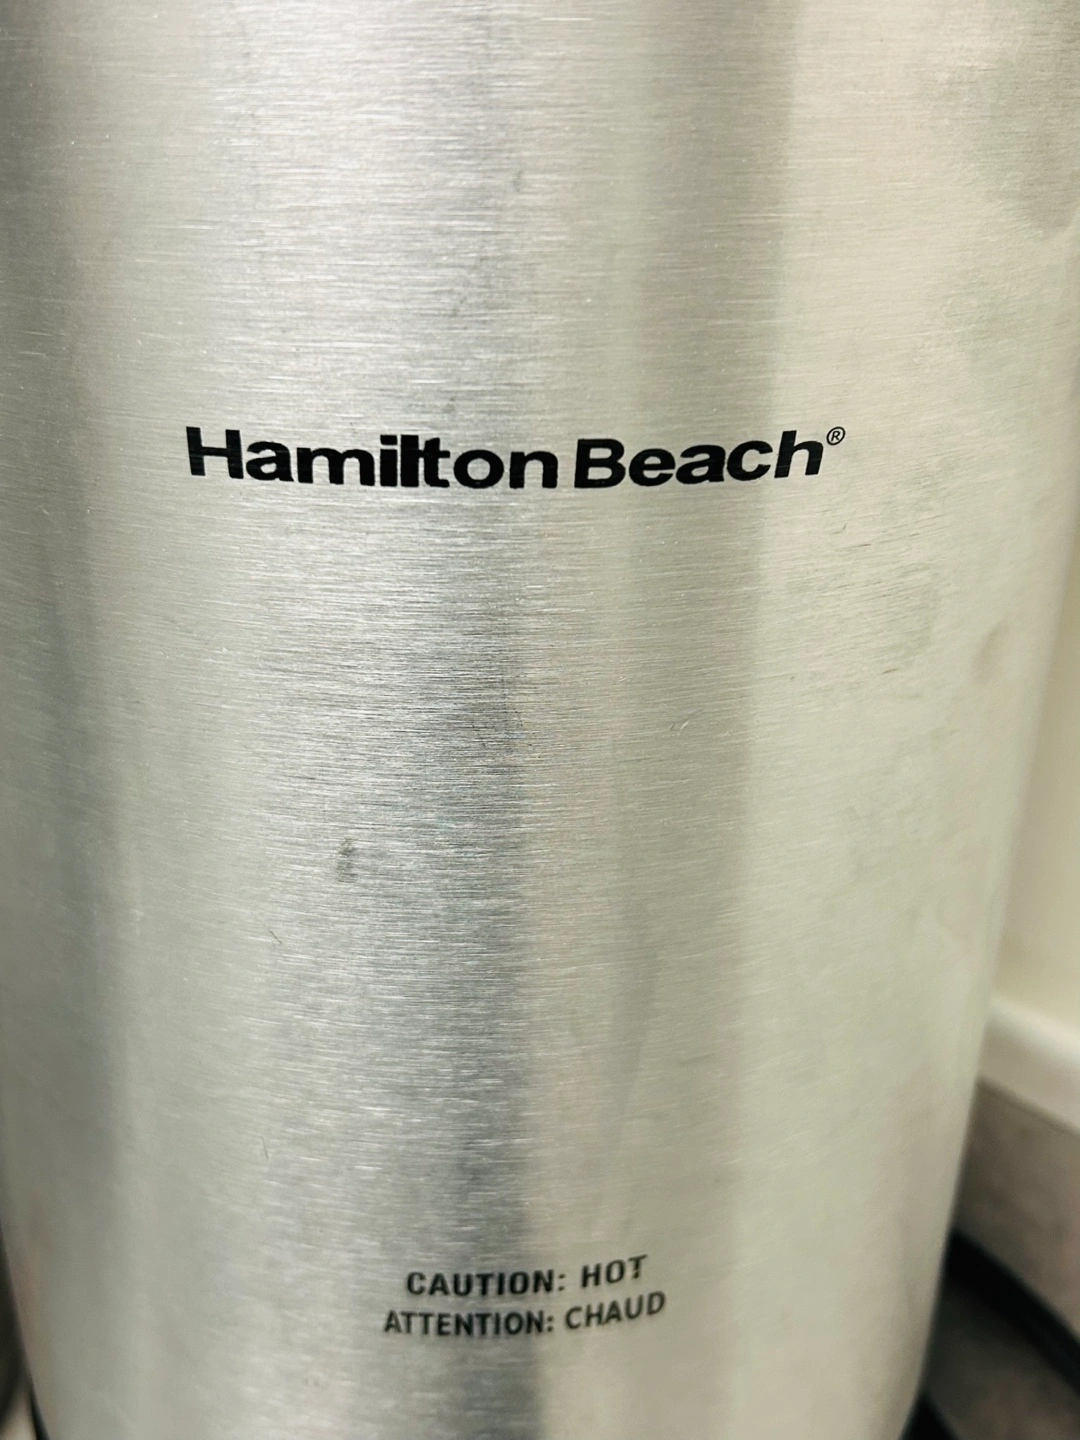 Hamilton Beach®
CAUTION: HOT
ATTENTION: CHAUD